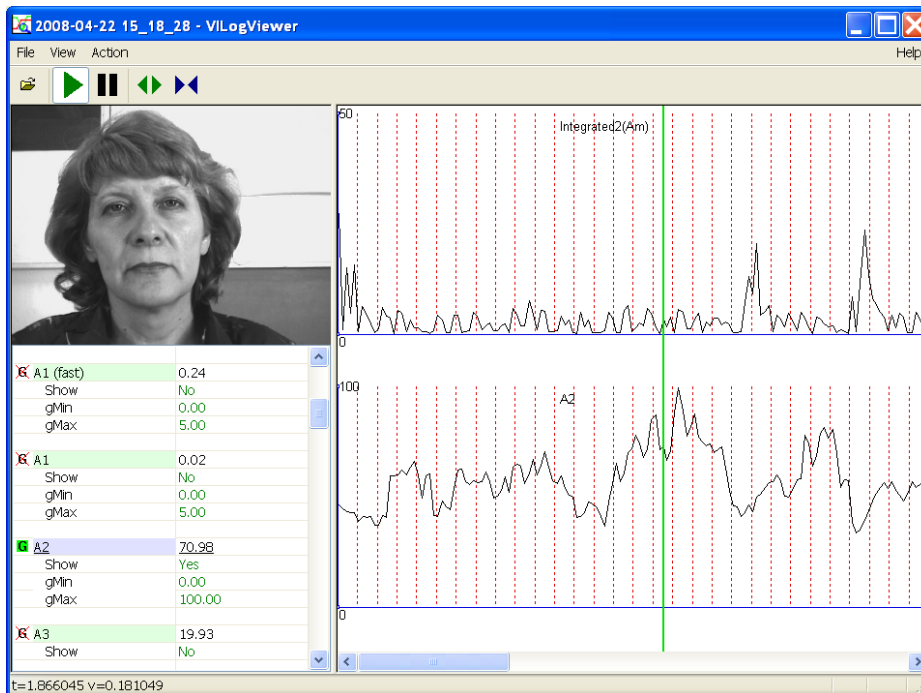 2008-04-22 15_18_28 - VILogViewer
File View Action Help
50
Integrated2(Am)
0
G A1 (fast) 0.24
Show No
gMin 0.00
gMax 5.00
G A1 0.02
Show No
gMin 0.00
gMax 5.00
G A2 70.98
Show Yes
gMin 0.00
gMax 100.00
G A3 19.93
Show No
100
A2
0
t=1.866045 v=0.181049